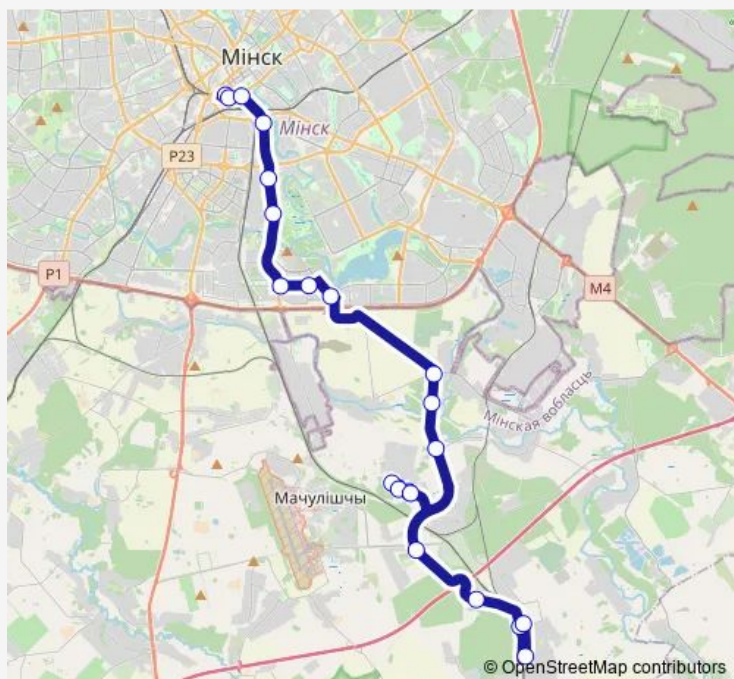 Мінск
Мінск
P23
P1
M4
Мінская вобласць
Мачулішчы
© OpenStreetMap contributors